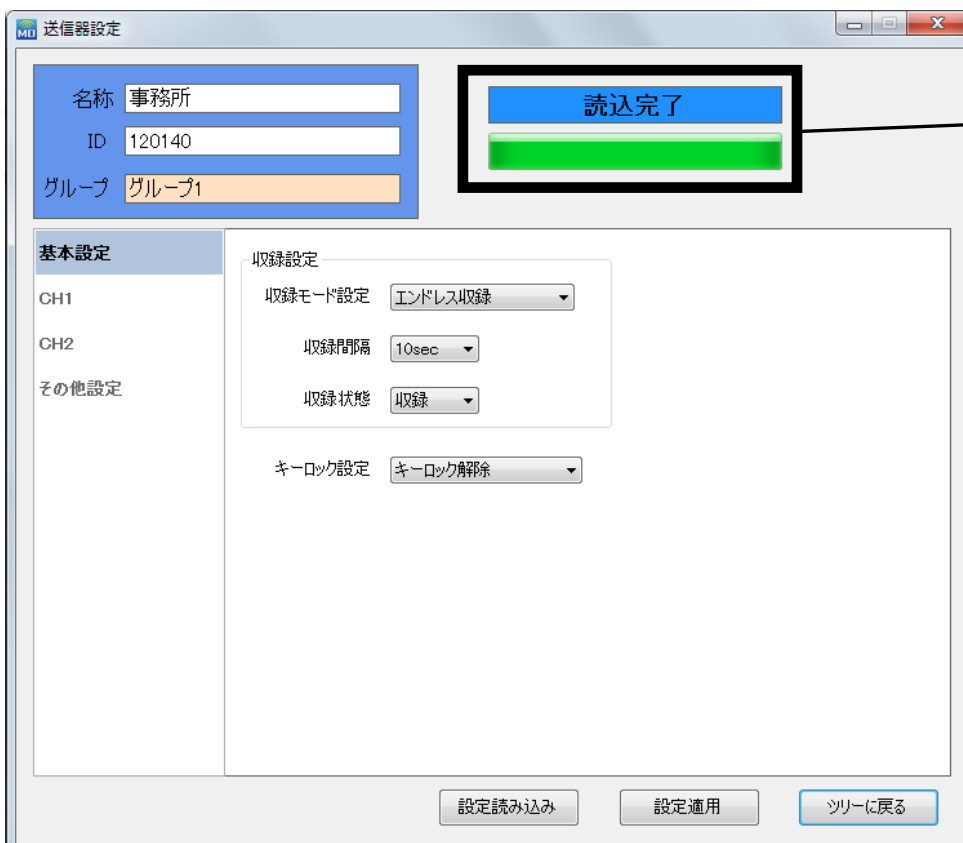 MD 送信器設定
名称 事務所
ID 120140
グループ グループ1
読込完了
基本設定
CH1
CH2
その他設定
収録設定
収録モード設定 エンドレス収録
収録間隔 10sec
収録状態 収録
キーロック設定 キーロック解除
設定読み込み 設定適用 ツリーに戻る